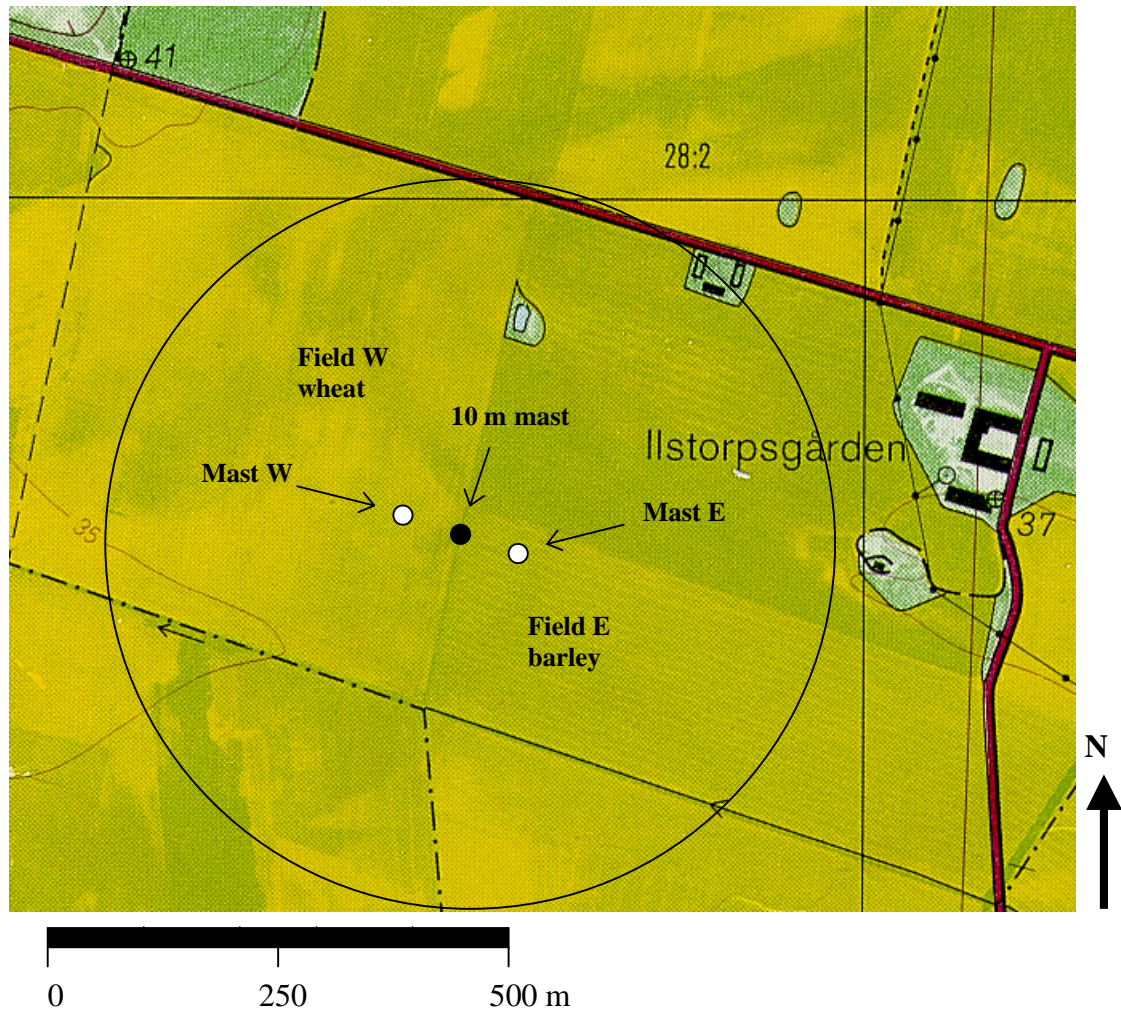 41
28:2
Field W
wheat
10 m mast
Ilstorpsgården
Mast W
Mast E
37
35
Field E
barley
N
0 250 500 m